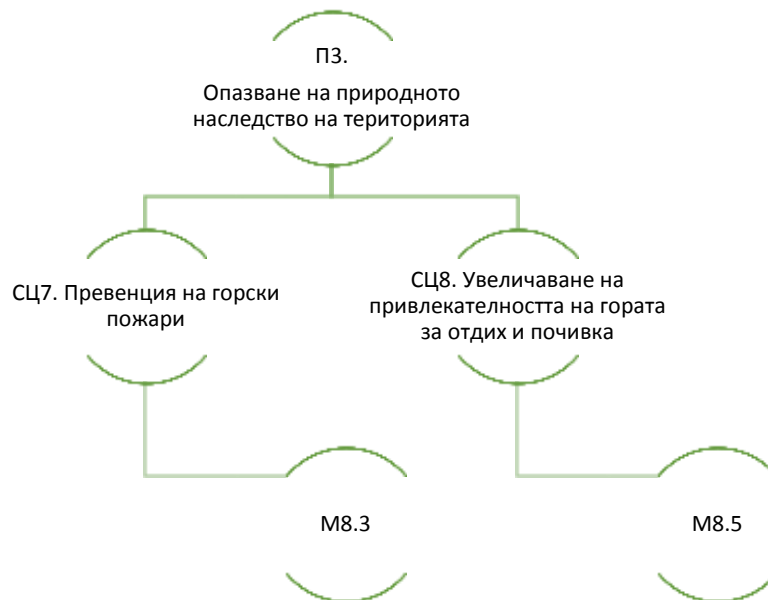 П3.
Опазване на природното
наследство на територията
СЦ7. Превенция на горски
пожари
СЦ8. Увеличаване на
привлекателността на гората
за отдих и почивка
М8.3
М8.5